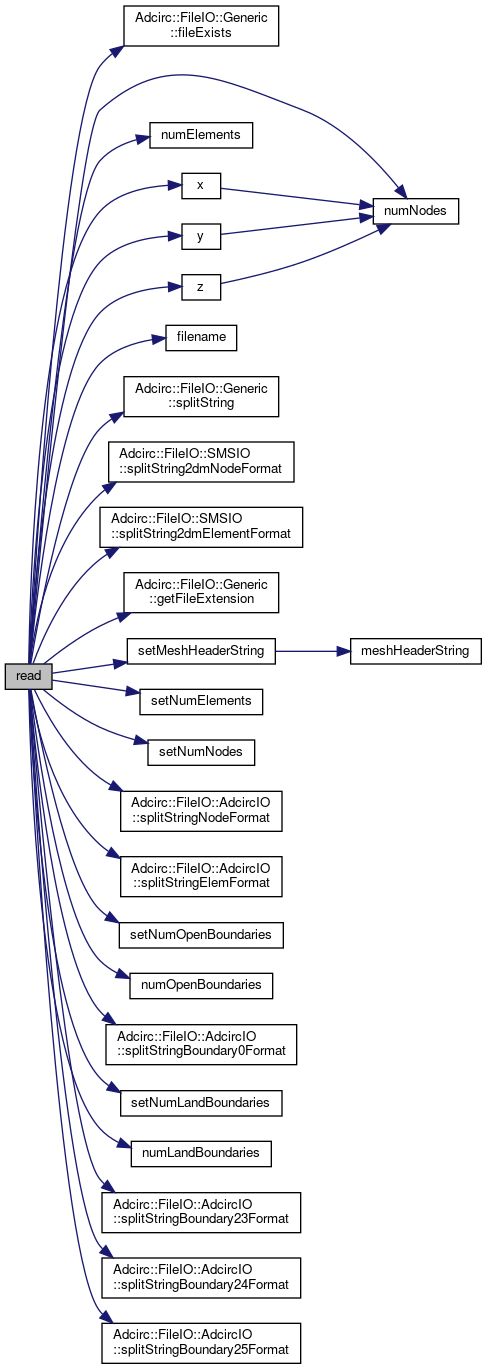 Adcirc::FileIO::Generic
::fileExists
numElements
x
numNodes
y
z
filename
Adcirc::FileIO::Generic
::splitString
Adcirc::FileIO::SMSIO
::splitString2dmNodeFormat
Adcirc::FileIO::SMSIO
::splitString2dmElementFormat
Adcirc::FileIO::Generic
::getFileExtension
read
setMeshHeaderString
meshHeaderString
setNumElements
setNumNodes
Adcirc::FileIO::AdcircIO
::splitStringNodeFormat
Adcirc::FileIO::AdcircIO
::splitStringElemFormat
setNumOpenBoundaries
numOpenBoundaries
Adcirc::FileIO::AdcircIO
::splitStringBoundary0Format
setNumLandBoundaries
numLandBoundaries
Adcirc::FileIO::AdcircIO
::splitStringBoundary23Format
Adcirc::FileIO::AdcircIO
::splitStringBoundary24Format
Adcirc::FileIO::AdcircIO
::splitStringBoundary25Format